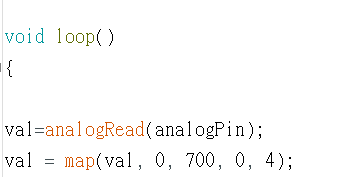 void loop()
{
val=analogRead(analogPin);
val = map(val, 0, 700, 0, 4);